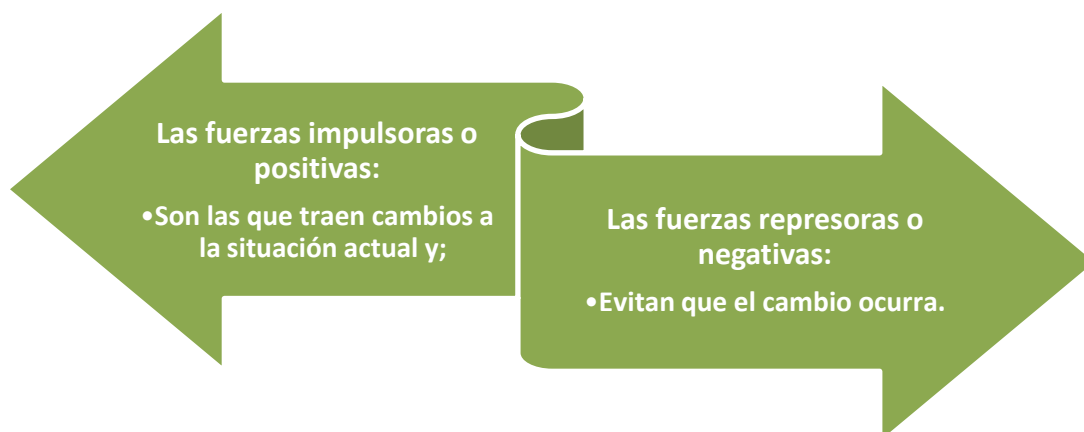 Las fuerzas impulsoras o
positivas:
•Son las que traen cambios a
la situación actual y;
Las fuerzas represoras o
negativas:
•Evitan que el cambio ocurra.